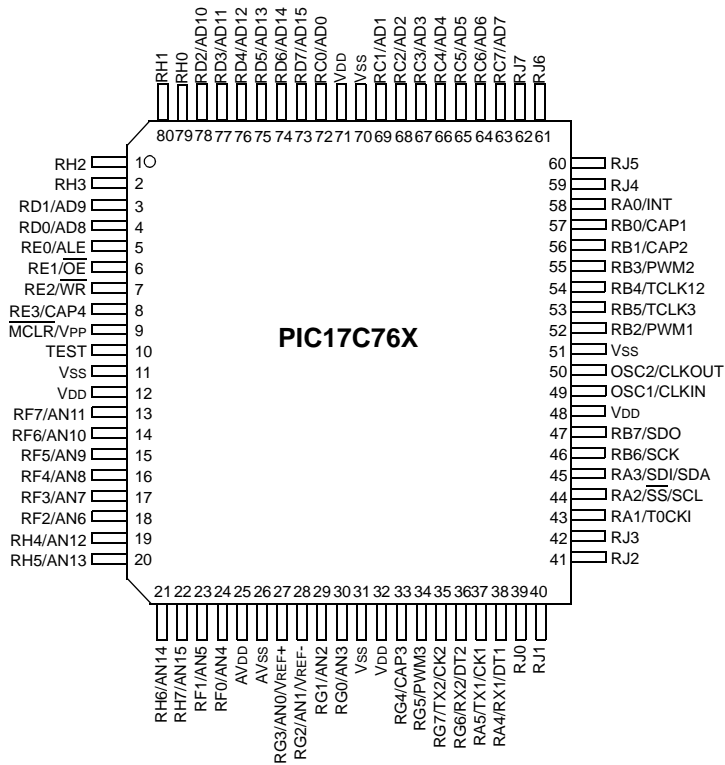 RH1
RH0
RD2/AD10
RD3/AD11
RD4/AD12
RD5/AD13
RD6/AD14
RD7/AD15
RC0/AD0
VDD
VSS
RC1/AD1
RC2/AD2
RC3/AD3
RC4/AD4
RC5/AD5
RC6/AD6
RC7/AD7
RJ7
RJ6
80 79 78 77 76 75 74 73 72 71 70 69 68 67 66 65 64 63 62 61
RH2 1
RH3 2
RD1/AD9 3
RD0/AD8 4
RE0/ALE 5
RE1/OE 6
RE2/WR 7
RE3/CAP4 8
MCLR/VPP 9
TEST 10
VSS 11
VDD 12
RF7/AN11 13
RF6/AN10 14
RF5/AN9 15
RF4/AN8 16
RF3/AN7 17
RF2/AN6 18
RH4/AN12 19
RH5/AN13 20
PIC17C76X
60 RJ5
59 RJ4
58 RA0/INT
57 RB0/CAP1
56 RB1/CAP2
55 RB3/PWM2
54 RB4/TCLK12
53 RB5/TCLK3
52 RB2/PWM1
51 VSS
50 OSC2/CLKOUT
49 OSC1/CLKIN
48 VDD
47 RB7/SDO
46 RB6/SCK
45 RA3/SDI/SDA
44 RA2/SS/SCL
43 RA1/T0CKI
42 RJ3
41 RJ2
21 22 23 24 25 26 27 28 29 30 31 32 33 34 35 36 37 38 39 40
RH6/AN14
RH7/AN15
RF1/AN5
RF0/AN4
AVDD
AVSS
RG3/AN0/VREF+
RG2/AN1/VREF-
RG1/AN2
RG0/AN3
VSS
VDD
RG4/CAP3
RG5/PWM3
RG7/TX2/CK2
RG6/RX2/DT2
RA5/TX1/CK1
RA4/RX1/DT1
RJ0
RJ1